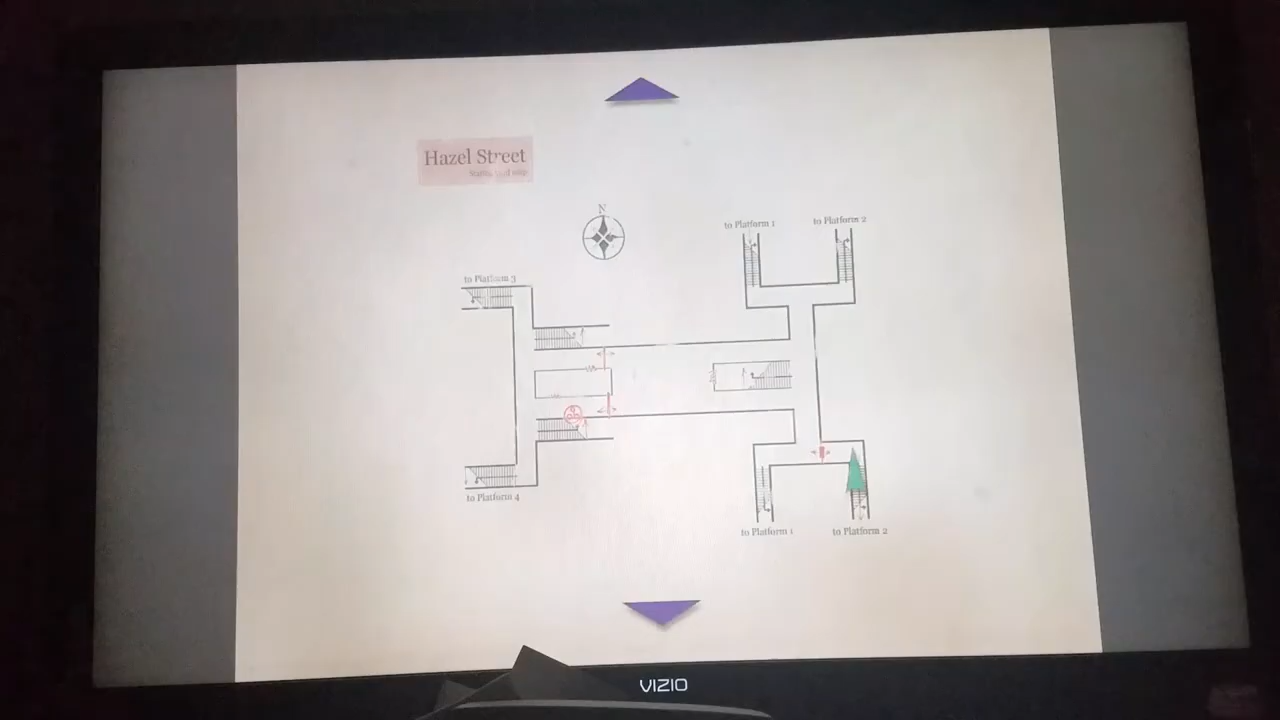 Hazel Street
N
to Platform 1
to Platform 2
to Platform 3
to Platform 4
to Platform 1
to Platform 2
VIZIO